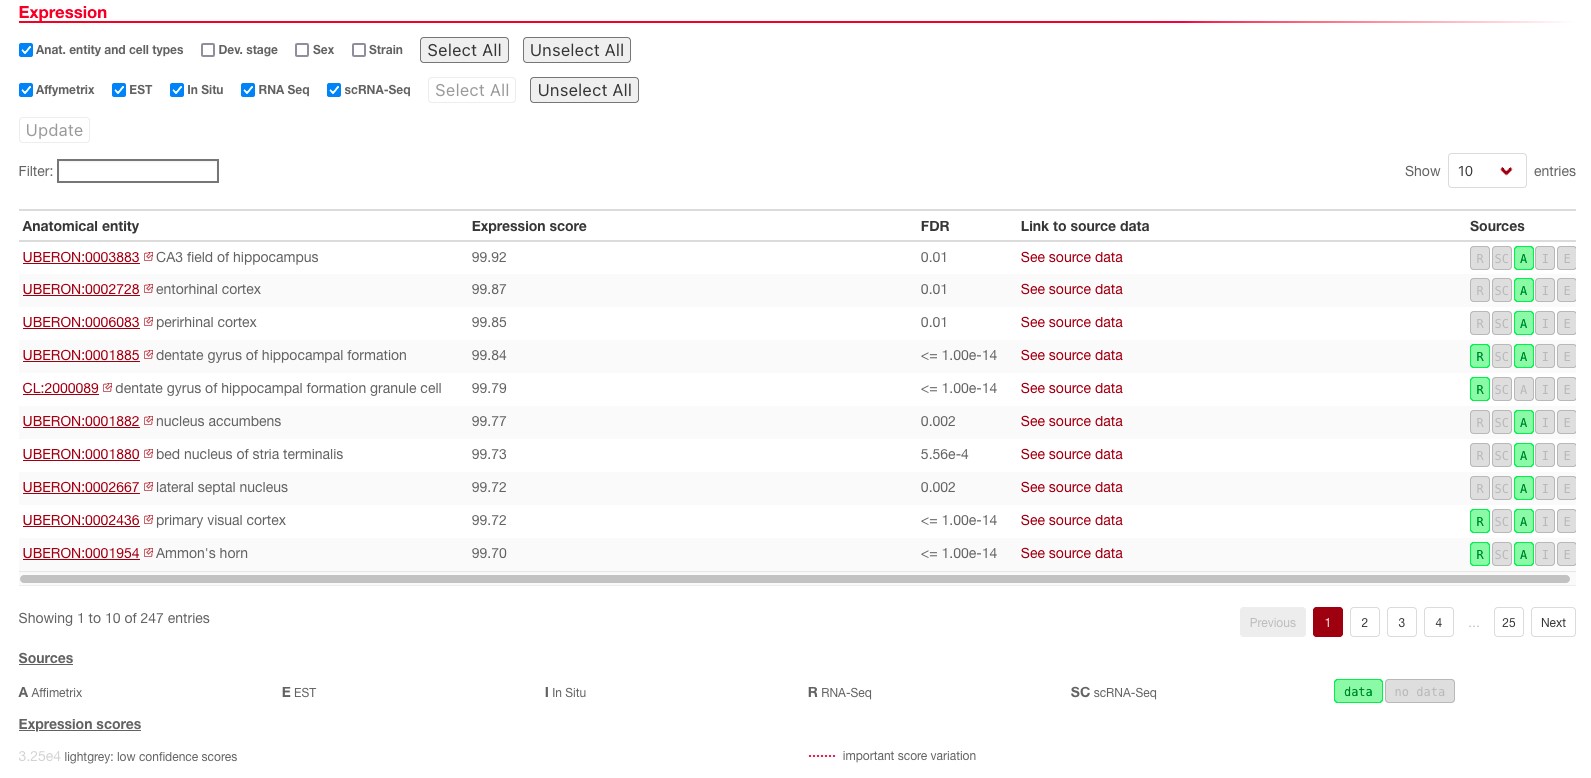 Expression
Anat. entity and cell types Dev. stage Sex Strain Select All Unselect All
Affymetrix EST In Situ RNA Seq scRNA-Seq Select All Unselect All
Update
Filter: Show 10 entries
Anatomical entity Expression score FDR Link to source data Sources
UBERON:0003883 CA3 field of hippocampus 99.92 0.01 See source data R SC A I E
UBERON:0002728 entorhinal cortex 99.87 0.01 See source data R SC A I E
UBERON:0006083 perirhinal cortex 99.85 0.01 See source data R SC A I E
UBERON:0001885 dentate gyrus of hippocampal formation 99.84 <= 1.00e-14 See source data R SC A I E
CL:2000089 dentate gyrus of hippocampal formation granule cell 99.79 <= 1.00e-14 See source data R SC A I E
UBERON:0001882 nucleus accumbens 99.77 0.002 See source data R SC A I E
UBERON:0001880 bed nucleus of stria terminalis 99.73 5.56e-4 See source data R SC A I E
UBERON:0002667 lateral septal nucleus 99.72 0.002 See source data R SC A I E
UBERON:0002436 primary visual cortex 99.72 <= 1.00e-14 See source data R SC A I E
UBERON:0001954 Ammon's horn 99.70 <= 1.00e-14 See source data R SC A I E
Showing 1 to 10 of 247 entries Previous 1 2 3 4 ... 25 Next
Sources
A Affimetrix E EST I In Situ R RNA-Seq SC scRNA-Seq data no data
Expression scores
3.25e4 lightgrey: low confidence scores important score variation